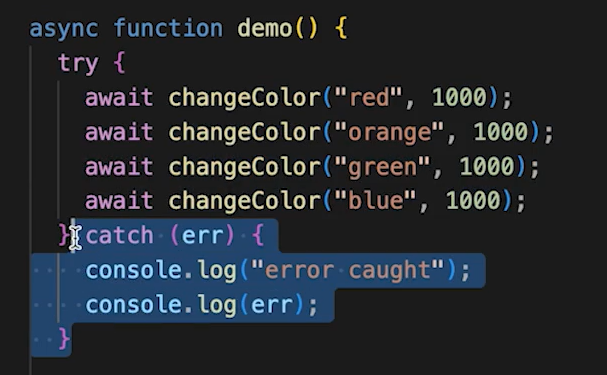 async function demo() {
try {
await changeColor("red", 1000);
await changeColor("orange", 1000);
await changeColor("green", 1000);
await changeColor("blue", 1000);
} catch (err) {
console.log("error caught");
console.log(err);
}